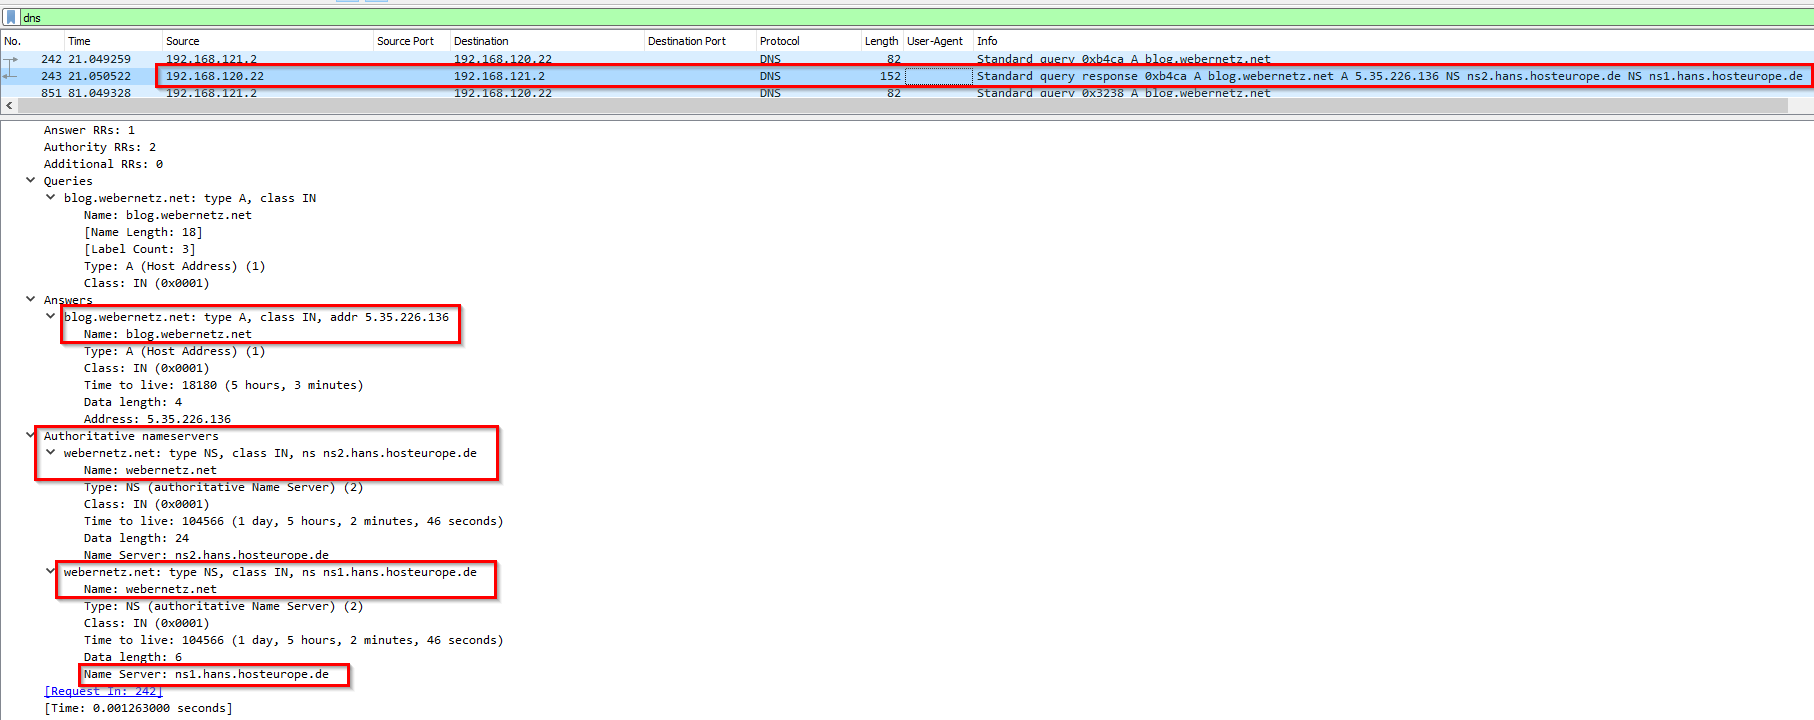 dns
No. Time Source Source Port Destination Destination Port Protocol Length User-Agent Info
242 21.049259 192.168.121.2 192.168.120.22 DNS 82 Standard query 0xb4ca A blog.webernetz.net
243 21.050522 192.168.120.22 192.168.121.2 DNS 152 Standard query response 0xb4ca A blog.webernetz.net A 5.35.226.136 NS ns2.hans.hosteurope.de NS ns1.hans.hosteurope.de
851 81.049328 192.168.121.2 192.168.120.22 DNS 82 Standard query 0x3238 A blog.webernetz.net
Answer RRs: 1
Authority RRs: 2
Additional RRs: 0
Queries
blog.webernetz.net: type A, class IN
Name: blog.webernetz.net
[Name Length: 18]
[Label Count: 3]
Type: A (Host Address) (1)
Class: IN (0x0001)
Answers
blog.webernetz.net: type A, class IN, addr 5.35.226.136
Name: blog.webernetz.net
Type: A (Host Address) (1)
Class: IN (0x0001)
Time to live: 18180 (5 hours, 3 minutes)
Data length: 4
Address: 5.35.226.136
Authoritative nameservers
webernetz.net: type NS, class IN, ns ns2.hans.hosteurope.de
Name: webernetz.net
Type: NS (authoritative Name Server) (2)
Class: IN (0x0001)
Time to live: 104566 (1 day, 5 hours, 2 minutes, 46 seconds)
Data length: 24
Name Server: ns2.hans.hosteurope.de
webernetz.net: type NS, class IN, ns ns1.hans.hosteurope.de
Name: webernetz.net
Type: NS (authoritative Name Server) (2)
Class: IN (0x0001)
Time to live: 104566 (1 day, 5 hours, 2 minutes, 46 seconds)
Data length: 6
Name Server: ns1.hans.hosteurope.de
[Request In: 242]
[Time: 0.001263000 seconds]